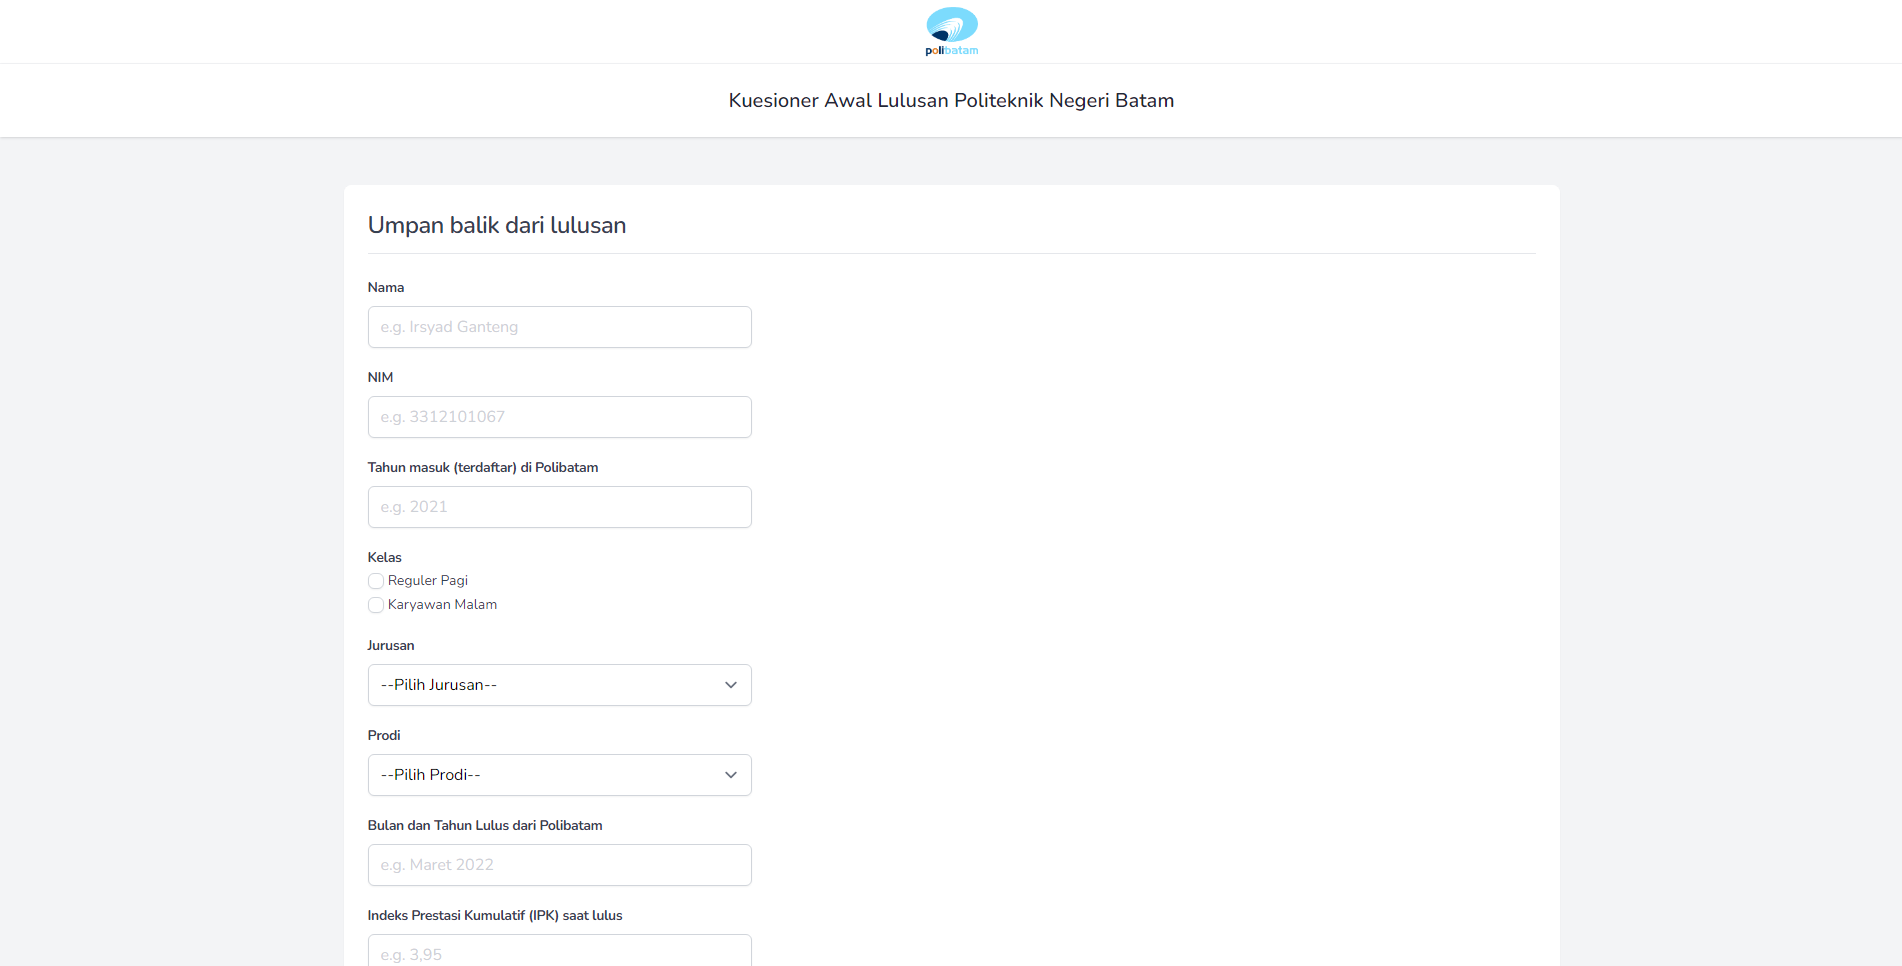 polibatam
Kuesioner Awal Lulusan Politeknik Negeri Batam
Umpan balik dari lulusan
Nama
e.g. Irsyad Ganteng
NIM
e.g. 3312101067
Tahun masuk (terdaftar) di Polibatam
e.g. 2021
Kelas
Reguler Pagi
Karyawan Malam
Jurusan
--Pilih Jurusan--
Prodi
--Pilih Prodi--
Bulan dan Tahun Lulus dari Polibatam
e.g. Maret 2022
Indeks Prestasi Kumulatif (IPK) saat lulus
e.g. 3,95